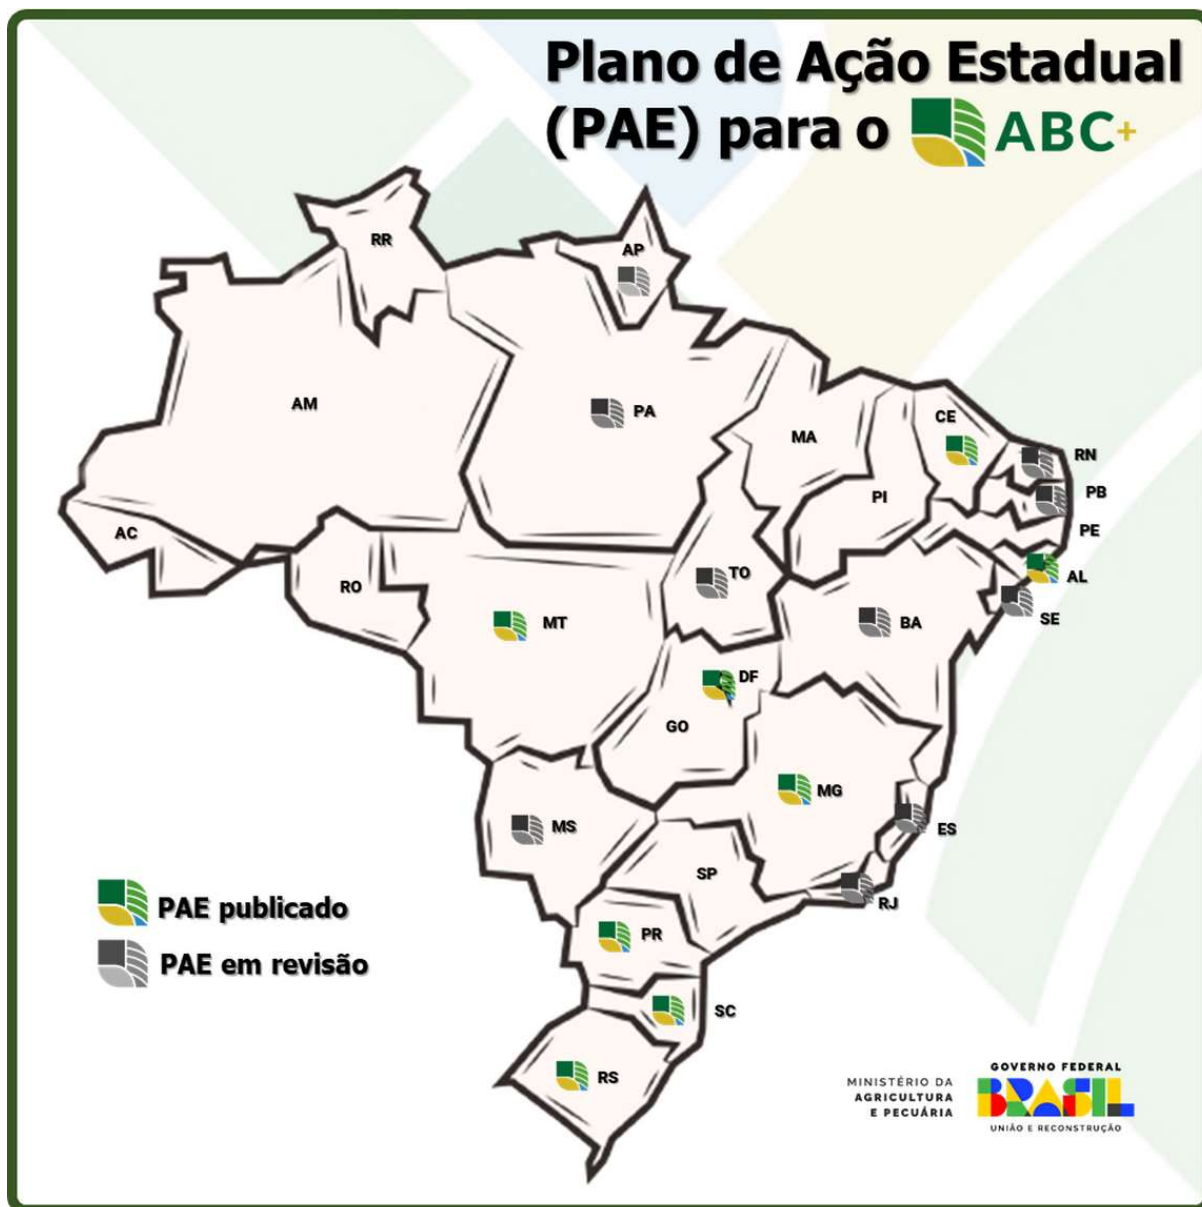 Plano de Ação Estadual
(PAE) para o ABC+
RR
AP
AM
PA
MA
CE
RN
PB
PE
PI
AL
SE
AC
RO
MT
TO
BA
DF
GO
MG
ES
MS
SP
RJ
PR
SC
RS
PAE publicado
PAE em revisão
MINISTÉRIO DA
AGRICULTURA
E PECUÁRIA
GOVERNO FEDERAL
BRASIL
UNIÃO E RECONSTRUÇÃO